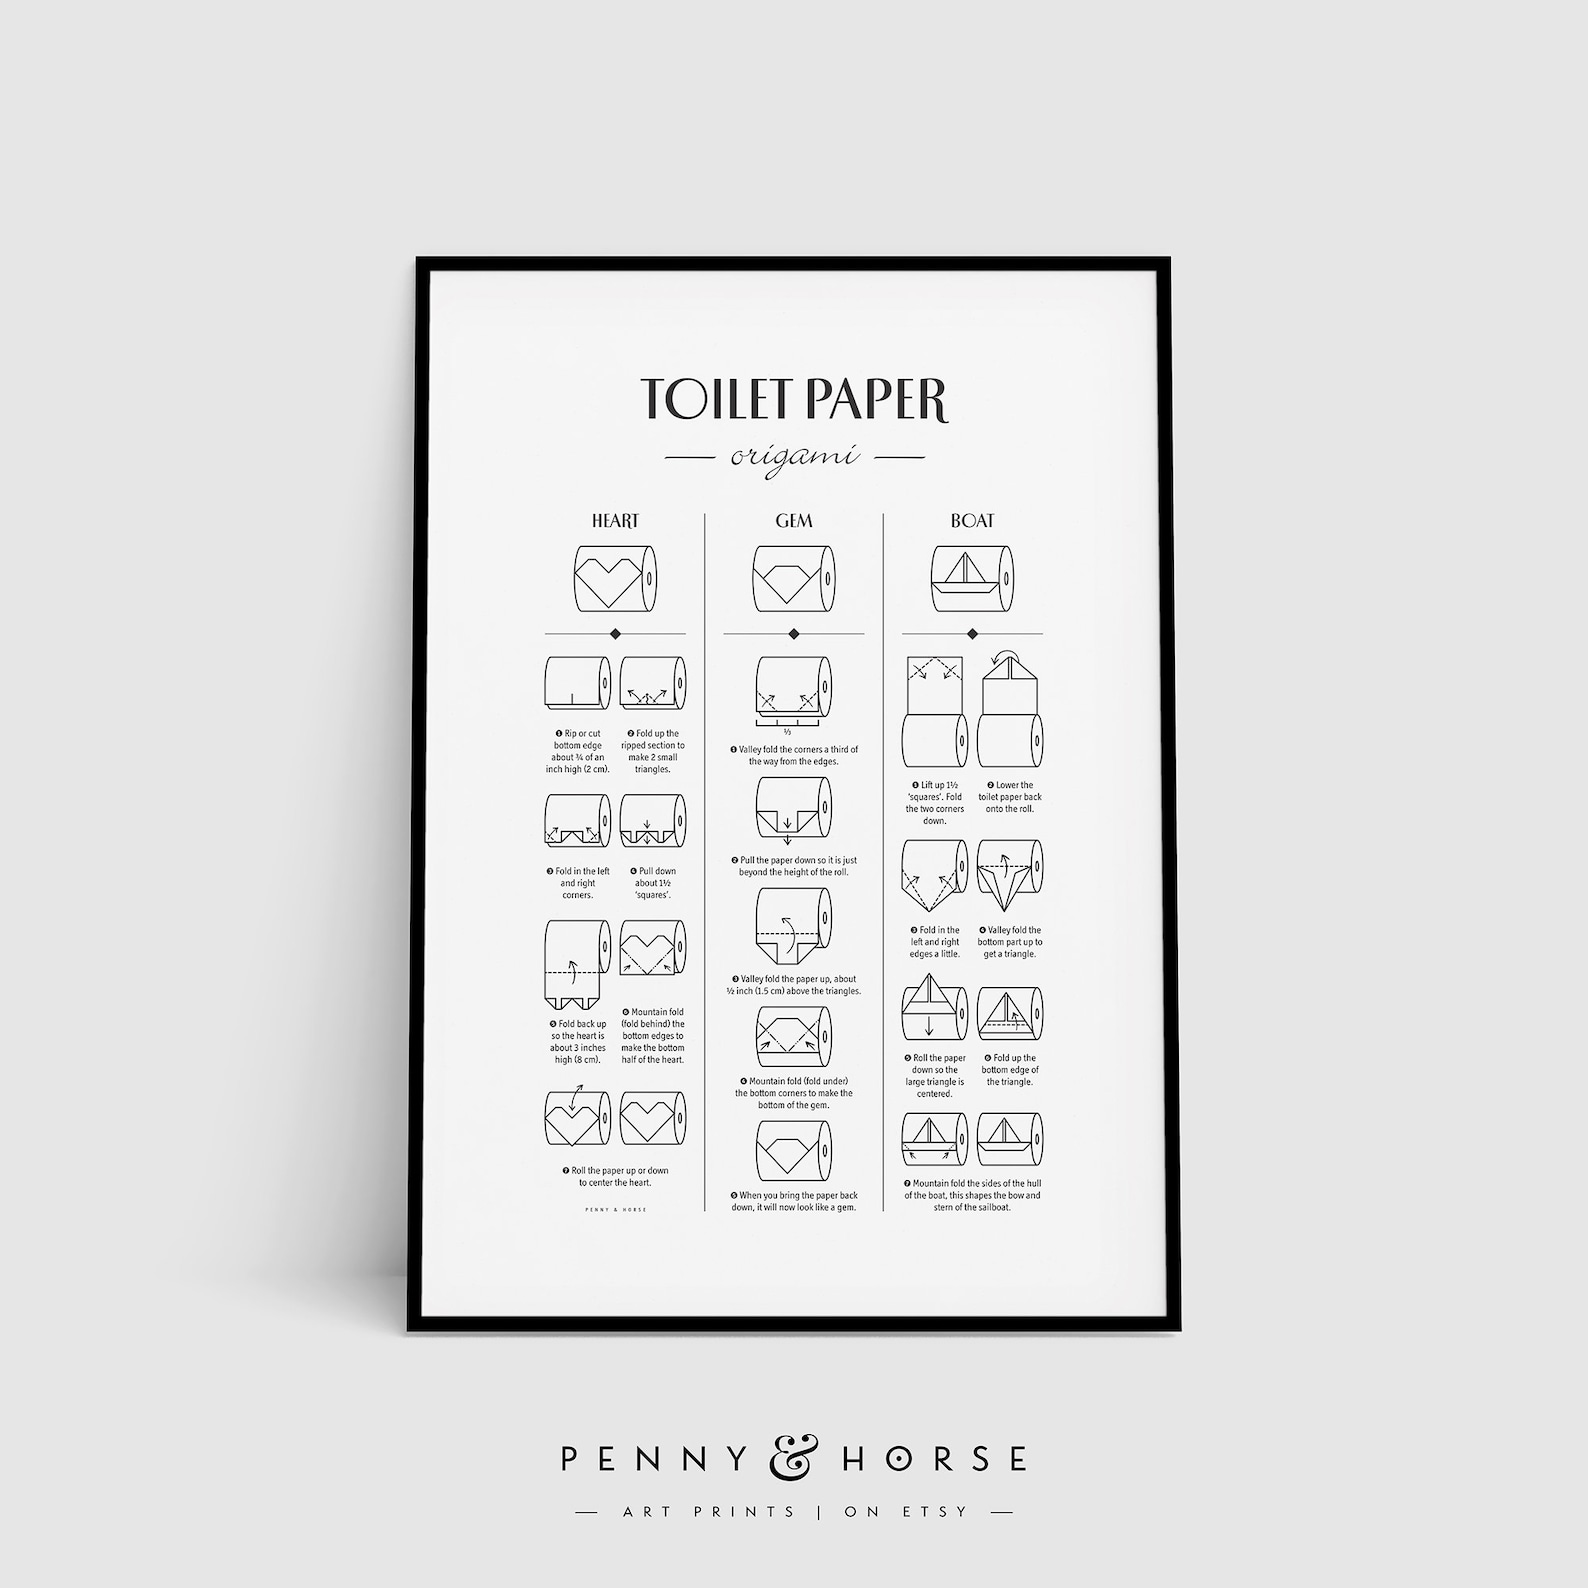 TOILET PAPER
origami
HEART
❶ Rip or cut
bottom edge
about ¾ of an
inch high (2 cm).
❷ Fold up the
ripped section to
make 2 small
triangles.
❸ Fold in the left
and right
corners.
❹ Pull down
about 1½
‘squares’.
❺ Fold back up
so the heart is
about 3 inches
high (8 cm).
❻ Mountain fold
(fold behind) the
bottom edges to
make the bottom
half of the heart.
❼ Roll the paper up or down
to center the heart.
PENNY & HORSE
GEM
⅓
❶ Valley fold the corners a third of
the way from the edges.
❷ Pull the paper down so it is just
beyond the height of the roll.
❸ Valley fold the paper up, about
½ inch (1.5 cm) above the triangles.
❹ Mountain fold (fold under)
the bottom corners to make the
bottom of the gem.
❺ When you bring the paper back
down, it will now look like a gem.
BOAT
❶ Lift up 1½
‘squares’. Fold
the two corners
down.
❷ Lower the
toilet paper back
onto the roll.
❸ Fold in the
left and right
edges a little.
❹ Valley fold the
bottom part up to
get a triangle.
❺ Roll the paper
down so the
large triangle is
centered.
❻ Fold up the
bottom edge of
the triangle.
❼ Mountain fold the sides of the hull
of the boat, this shapes the bow and
stern of the sailboat.
PENNY & HORSE
ART PRINTS | ON ETSY